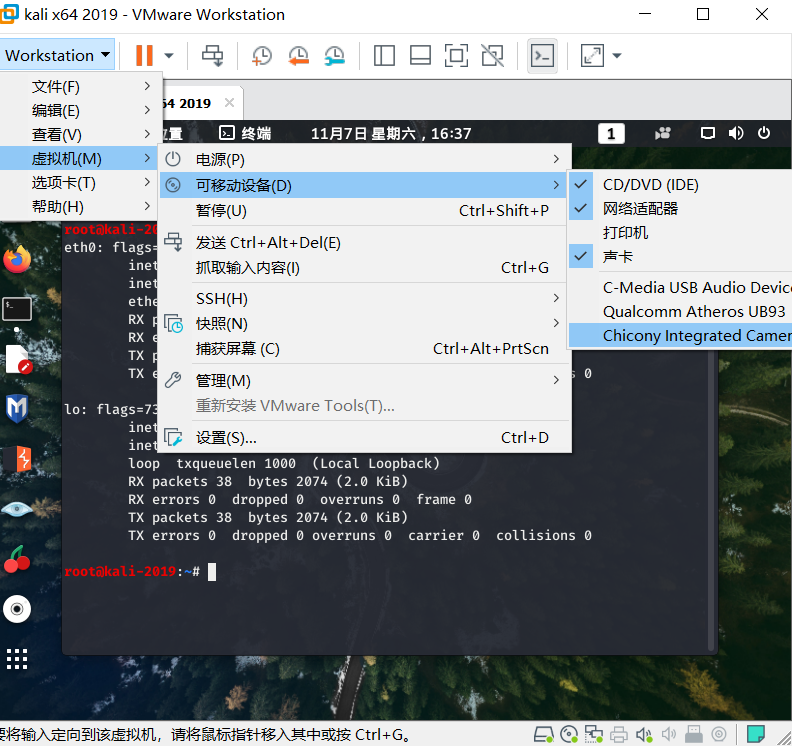 kali x64 2019 - VMware Workstation
Workstation
文件(F)
编辑(E)
查看(V)
虚拟机(M)
选项卡(T)
帮助(H)
64 2019
置 终端 11月7日 星期六，16:37 1
电源(P)
可移动设备(D)
暂停(U) Ctrl+Shift+P
发送 Ctrl+Alt+Del(E)
抓取输入内容(I) Ctrl+G
SSH(H)
快照(N)
捕获屏幕 (C) Ctrl+Alt+PrtScn
管理(M)
重新安装 VMware Tools(T)...
设置(S)... Ctrl+D
CD/DVD (IDE)
网络适配器
打印机
声卡
C-Media USB Audio Device
Qualcomm Atheros UB93
Chicony Integrated Camer
root@kali-20
eth0: flags=
inet
inet
ethe
RX p
RX e
TX p
TX e s 0
lo: flags=73
inet
inet
loop txqueuelen 1000 (Local Loopback)
RX packets 38 bytes 2074 (2.0 KiB)
RX errors 0 dropped 0 overruns 0 frame 0
TX packets 38 bytes 2074 (2.0 KiB)
TX errors 0 dropped 0 overruns 0 carrier 0 collisions 0
root@kali-2019:~#
要将输入定向到该虚拟机，请将鼠标指针移入其中或按 Ctrl+G。